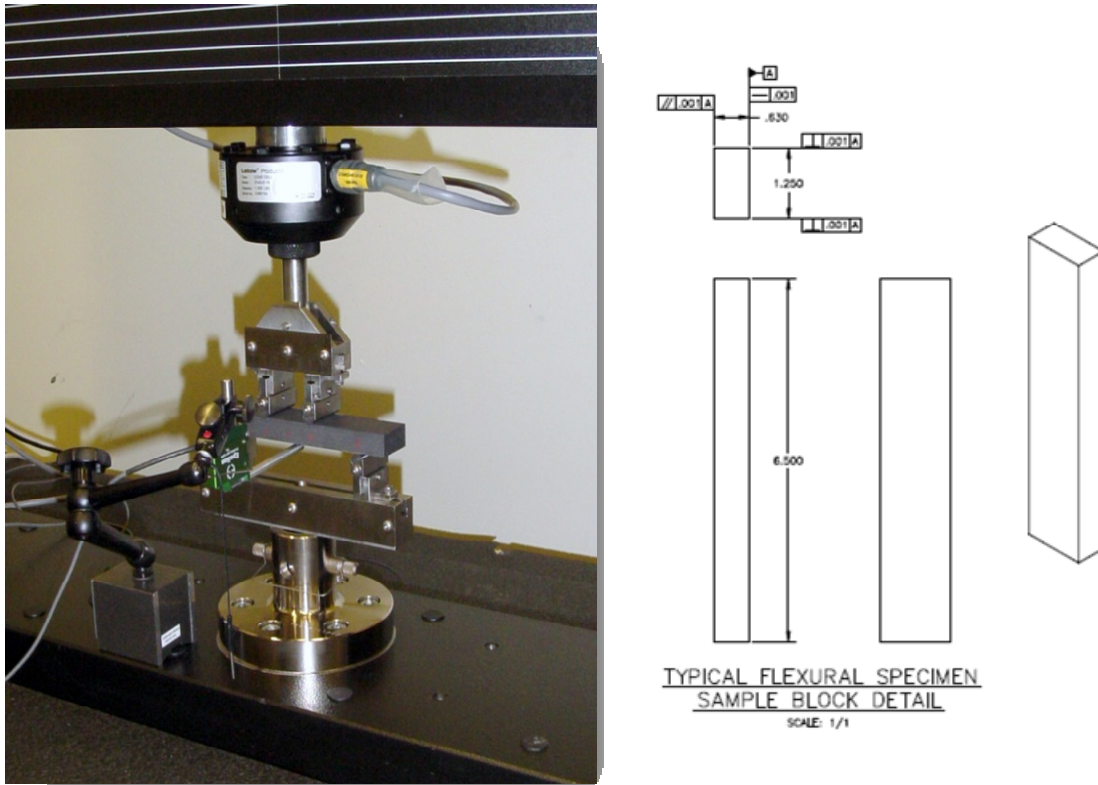 A
// .001 A
— .001
.630
⊥ .001 A
1.250
⊥ .001 A
6.500
TYPICAL FLEXURAL SPECIMEN
SAMPLE BLOCK DETAIL
SCALE: 1/1